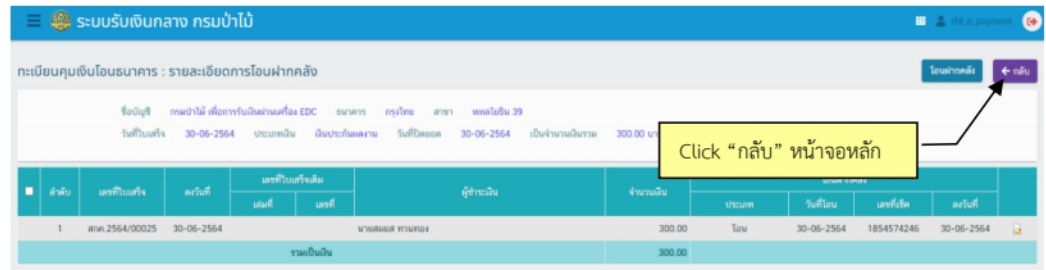 ระบบรับเงินกลาง กรมป่าไม้
rfd_e_payment
ทะเบียนคุมเงินโอนธนาคาร : รายละเอียดการโอนฝากคลัง
โอนฝากคลัง
← กลับ
ชื่อบัญชี กรมป่าไม้ เพื่อการรับเงินผ่านเครื่อง EDC ธนาคาร กรุงไทย สาขา พหลโยธิน 39
วันที่ใบเสร็จ 30-06-2564 ประเภทเงิน เงินประกันผลงาน วันที่ปิดยอด 30-06-2564 เป็นจำนวนเงินรวม 300.00
Click “กลับ” หน้าจอหลัก
ลำดับ เลขที่ใบเสร็จ ลงวันที่ เลขที่ใบเสร็จเดิม ผู้ชำระเงิน จำนวนเงิน
เล่มที่ เลขที่ ประเภท วันที่โอน เลขที่เช็ค ลงวันที่
1 สกค.2564/00025 30-06-2564 นายสมยศ ทวนทอง 300.00 โอน 30-06-2564 1854574246 30-06-2564
รวมเป็นเงิน 300.00